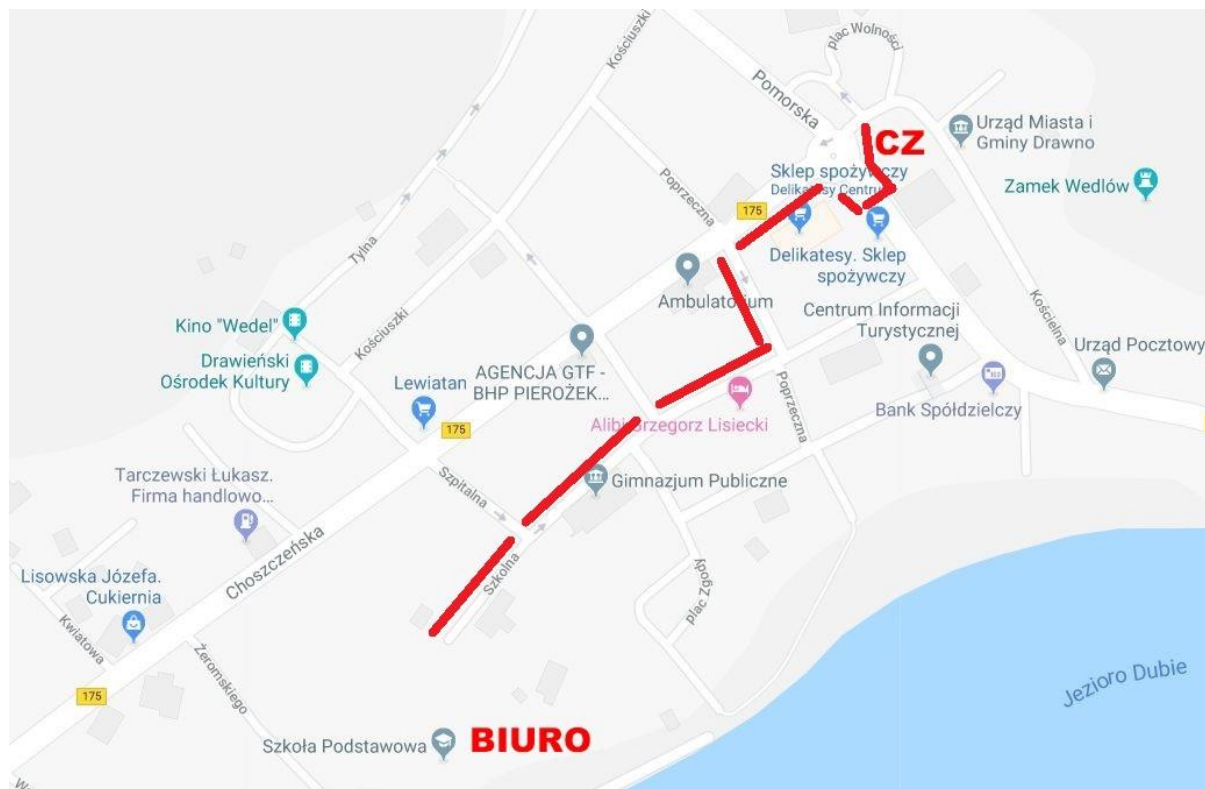 plac Wolności
Kościuszki
Pomorska
Urząd Miasta i
Gminy Drawno
CZ
Sklep spożywczy
Delikatesy Centru
Zamek Wedlów
Poprzeczna
175
Tylna
Delikatesy. Sklep
spożywczy
Ambulatorium
Centrum Informacji
Turystycznej
Kościelna
Kino "Wedel"
Kościuszki
Drawieński
Ośrodek Kultury
Urząd Pocztowy
AGENCJA GTF -
BHP PIEROŻEK...
Lewiatan
Poprzeczna
Bank Spółdzielczy
Alibi Grzegorz Lisiecki
175
Tarczewski Łukasz.
Firma handlowo...
Szpitalna
Gimnazjum Publiczne
Choszczeńska
Szkolna
plac Zgody
Lisowska Józefa.
Cukiernia
Kwiatowa
Żeromskiego
175
Jezioro Dubie
Szkoła Podstawowa
BIURO